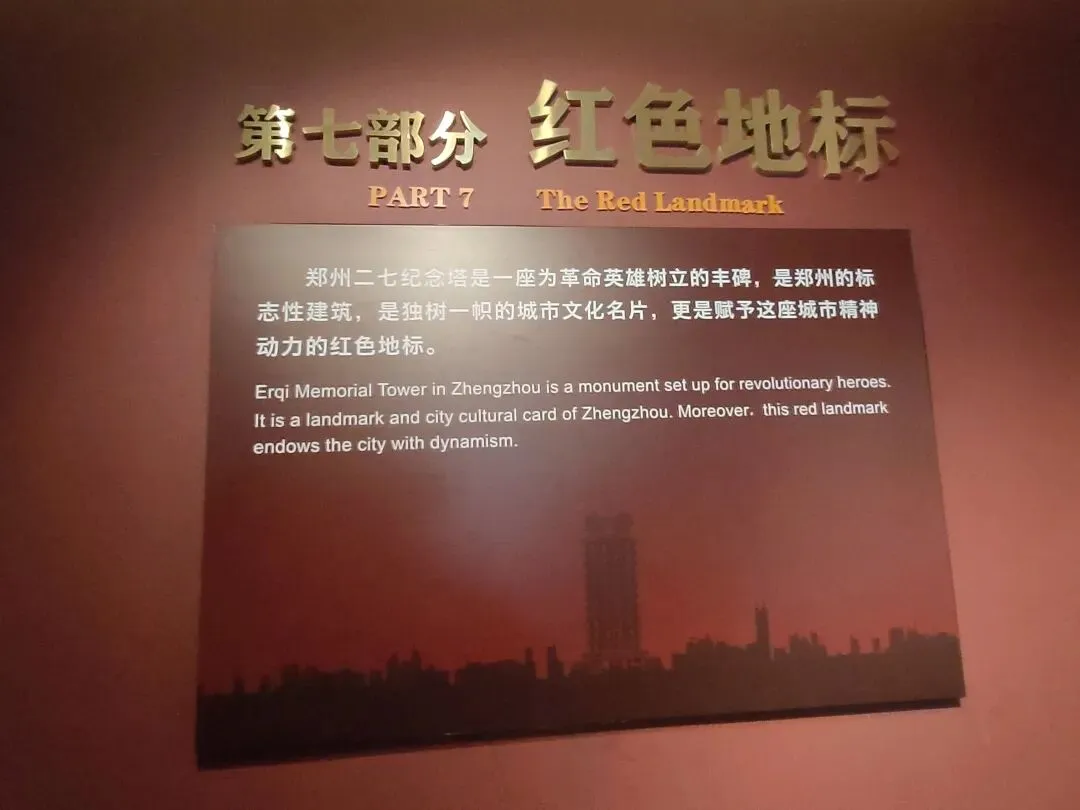 第七部分 红色地标
PART 7 The Red Landmark
郑州二七纪念塔是一座为革命英雄树立的丰碑，是郑州的标
志性建筑，是独树一帜的城市文化名片，更是赋予这座城市精神
动力的红色地标。
Erqi Memorial Tower in Zhengzhou is a monument set up for revolutionary heroes.
It is a landmark and city cultural card of Zhengzhou. Moreover, this red landmark
endows the city with dynamism.